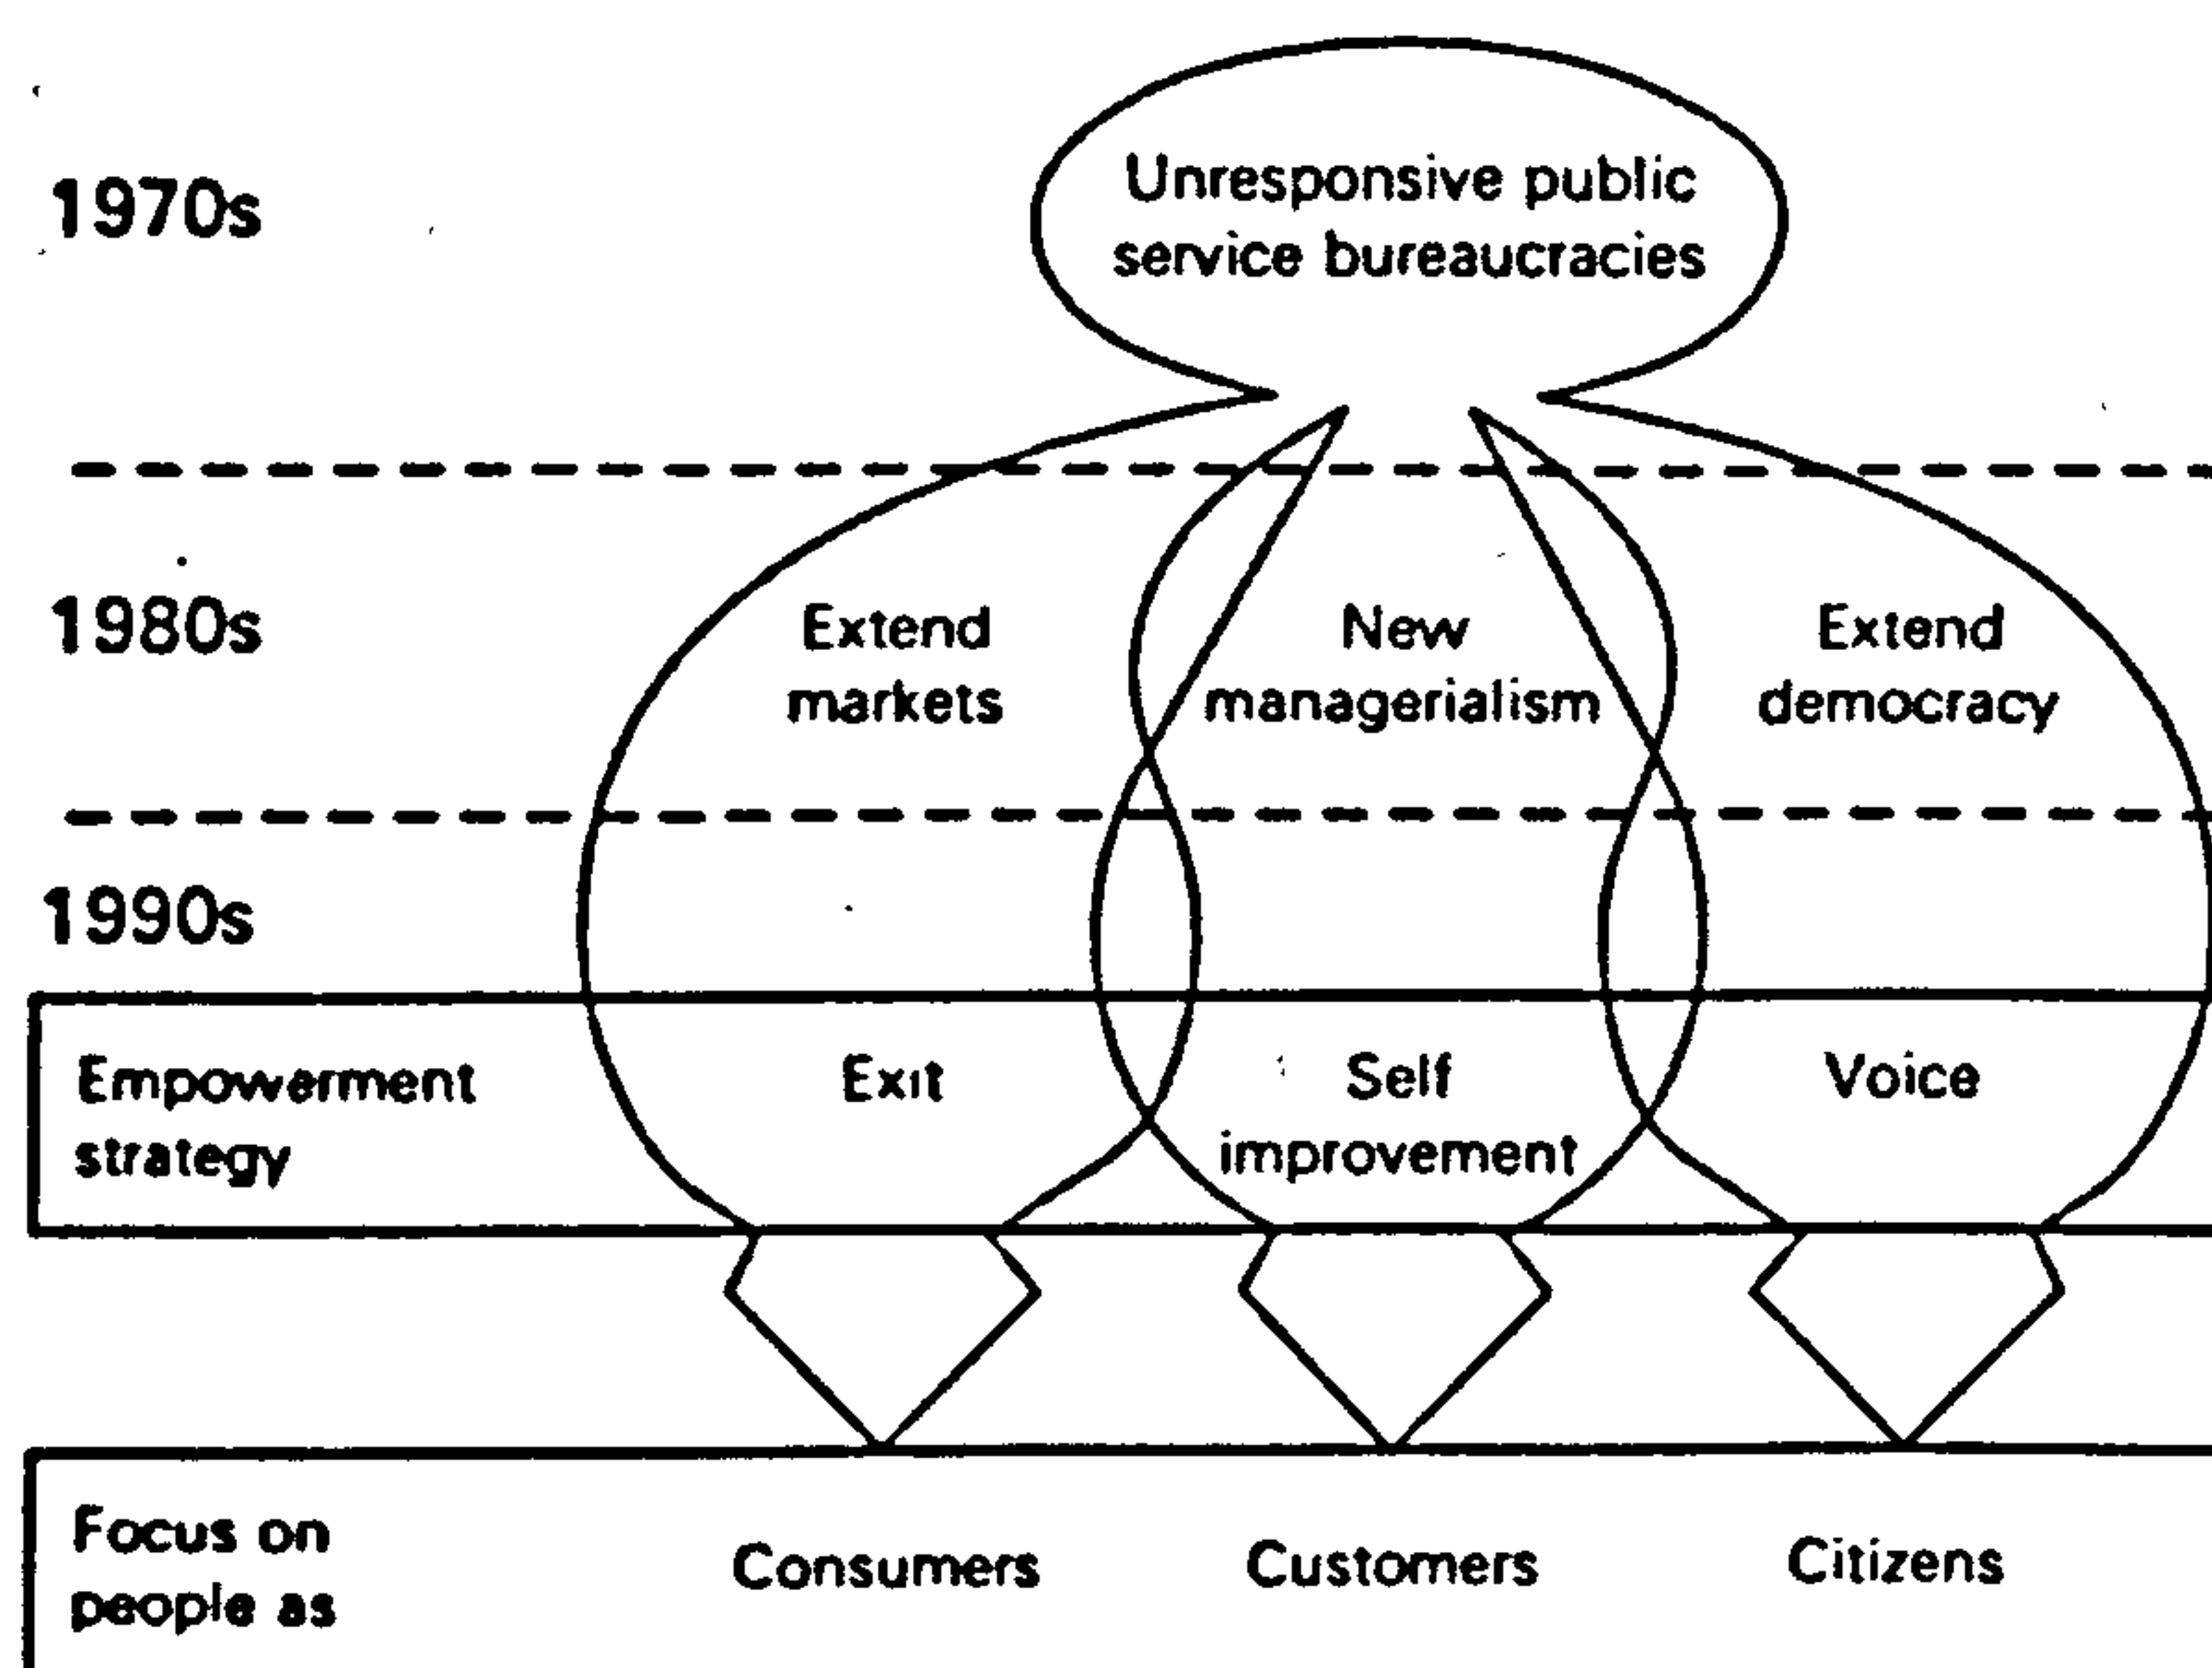 1970s
Unresponsive public
service bureaucracies
1980s
Extend
markets
New
managerialism
Extend
democracy
1990s
Empowerment
strategy
Exit
Self
improvement
Voice
Focus on
people as
Consumers
Customers
Citizens